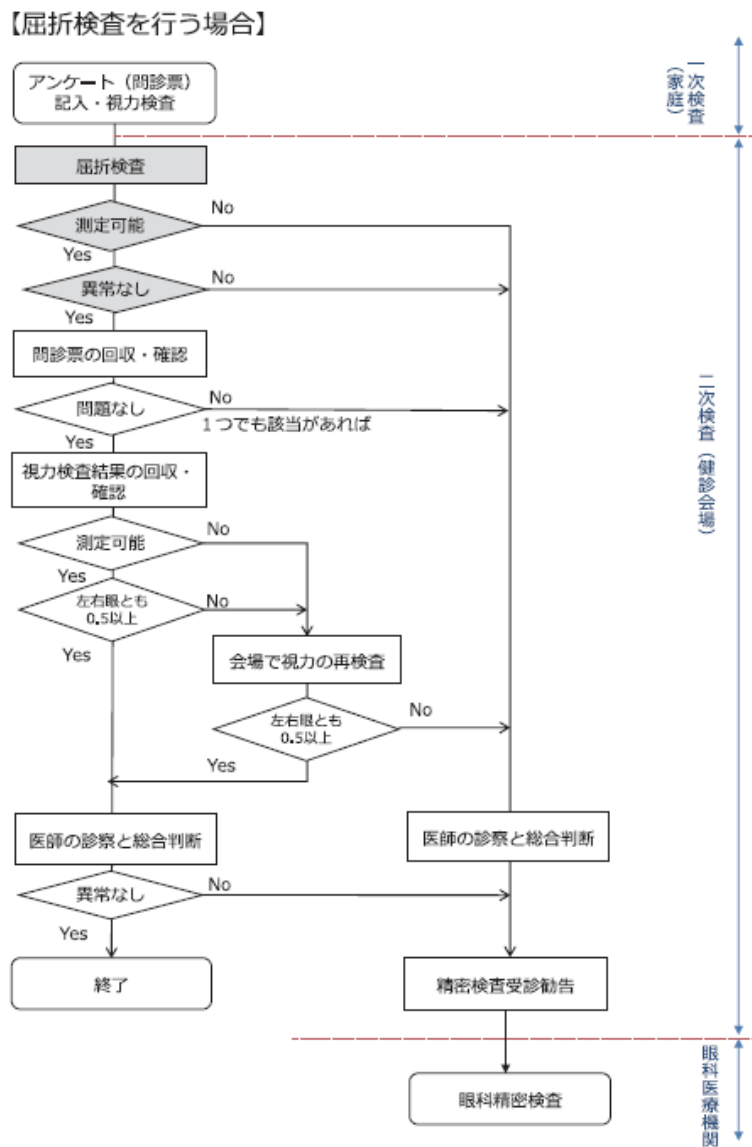 【屈折検査を行う場合】
アンケート（問診票）
記入・視力検査
一次検査
（家庭）
屈折検査
測定可能
No
Yes
異常なし
No
Yes
問診票の回収・確認
問題なし
No
１つでも該当があれば
Yes
視力検査結果の回収・
確認
測定可能
No
Yes
左右眼とも
0.5以上
No
Yes
会場で視力の再検査
左右眼とも
0.5以上
No
Yes
二次検査（健診会場）
医師の診察と総合判断
医師の診察と総合判断
異常なし
No
Yes
終了
精密検査受診勧告
眼科精密検査
眼科医療機関